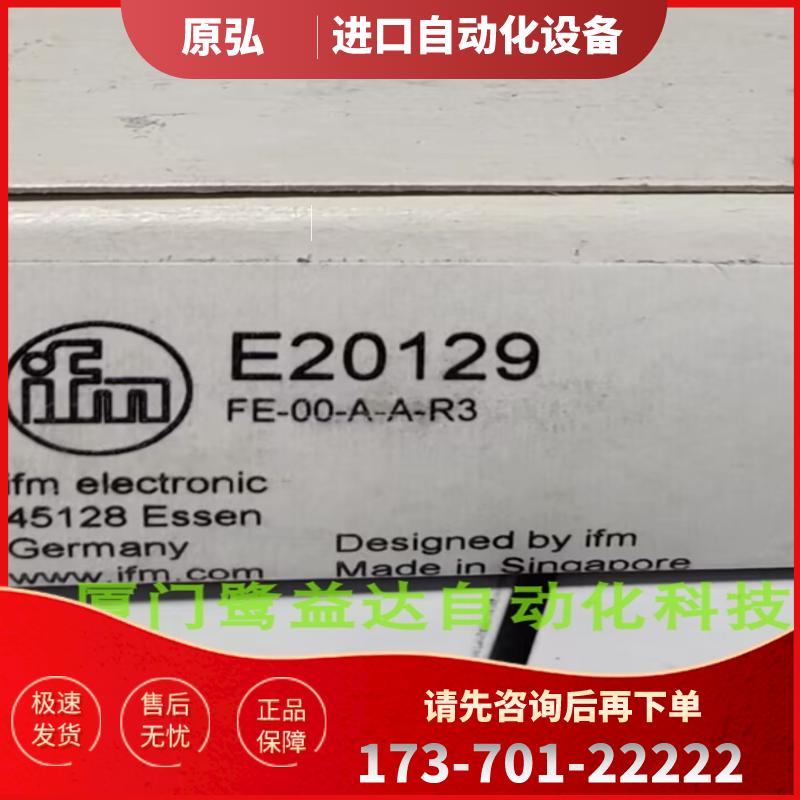 原弘 进口自动化设备
ifm
E20129
FE-00-A-A-R3
ifm electronic
45128 Essen
Germany
www.ifm.com
Designed by ifm
Made in Singapore
厦门鹭益达自动化科技
极速
发货
售后
无忧
正品
保障
请先咨询后再下单
173-701-22222